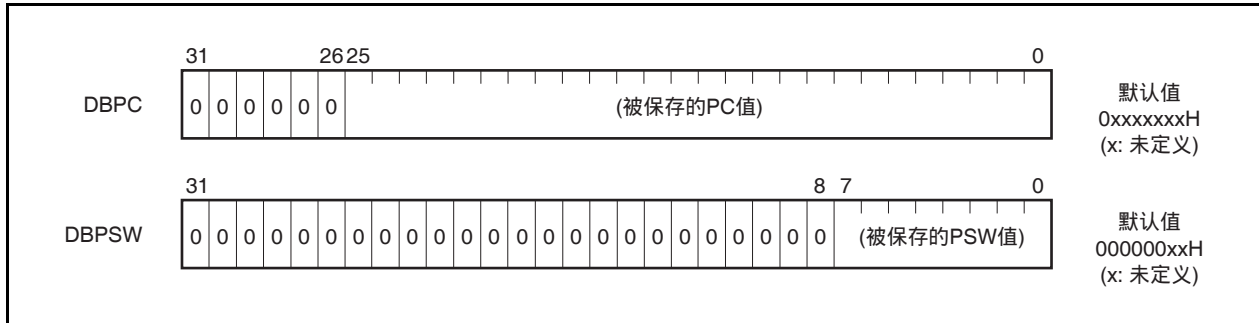 31 26 25 0
DBPC 0 0 0 0 0 0 (被保存的PC值) 默认值
0xxxxxxxH
(x: 未定义)
31 8 7 0
DBPSW 0 0 0 0 0 0 0 0 0 0 0 0 0 0 0 0 0 0 0 0 0 0 0 0 (被保存的PSW值) 默认值
000000xxH
(x: 未定义)